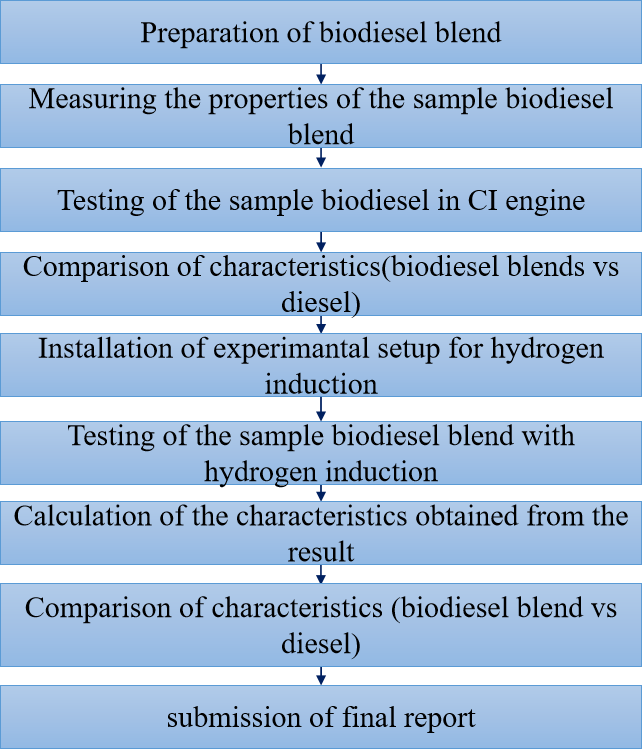 Preparation of biodiesel blend
Measuring the properties of the sample biodiesel
blend
Testing of the sample biodiesel in CI engine
Comparison of characteristics(biodiesel blends vs
diesel)
Installation of experimantal setup for hydrogen
induction
Testing of the sample biodiesel blend with
hydrogen induction
Calculation of the characteristics obtained from the
result
Comparison of characteristics (biodiesel blend vs
diesel)
submission of final report